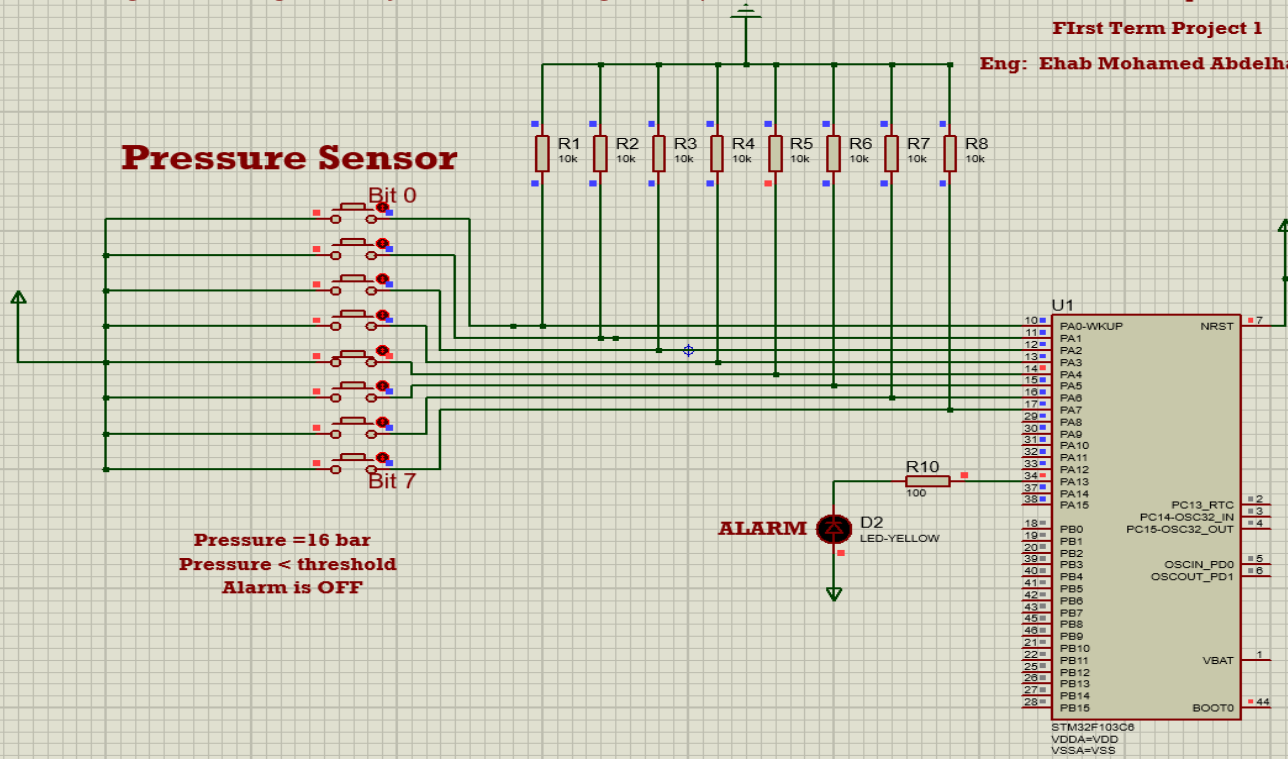 FIrst Term Project 1
Eng: Ehab Mohamed
Pressure Sensor
Bit 0
Bit 7
R1
10k
R2
10k
R3
10k
R4
10k
R5
10k
R6
10k
R7
10k
R8
10k
Pressure =16 bar
Pressure < threshold
Alarm is OFF
ALARM
R10
100
D2
LED-YELLOW
U1
10 PA0-WKUP
11 PA1
12 PA2
13 PA3
14 PA4
15 PA5
16 PA6
17 PA7
29 PA8
30 PA9
31 PA10
32 PA11
33 PA12
34 PA13
37 PA14
38 PA15
18 PB0
19 PB1
20 PB2
39 PB3
40 PB4
41 PB5
42 PB6
43 PB7
45 PB8
46 PB9
21 PB10
22 PB11
25 PB12
26 PB13
27 PB14
28 PB15
NRST 7
PC13_RTC 2
PC14-OSC32_IN 3
PC15-OSC32_OUT 4
OSCIN_PD0 5
OSCOUT_PD1 6
VBAT 1
BOOT0 44
STM32F103C6
VDDA=VDD
VSSA=VSS